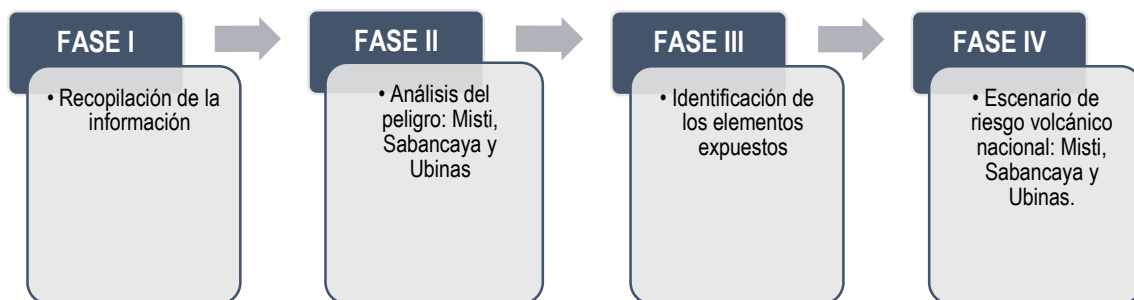 FASE I
• Recopilación de la
información
FASE II
• Análisis del
peligro: Misti,
Sabancaya y
Ubinas
FASE III
• Identificación de
los elementos
expuestos
FASE IV
• Escenario de
riesgo volcánico
nacional: Misti,
Sabancaya y
Ubinas.